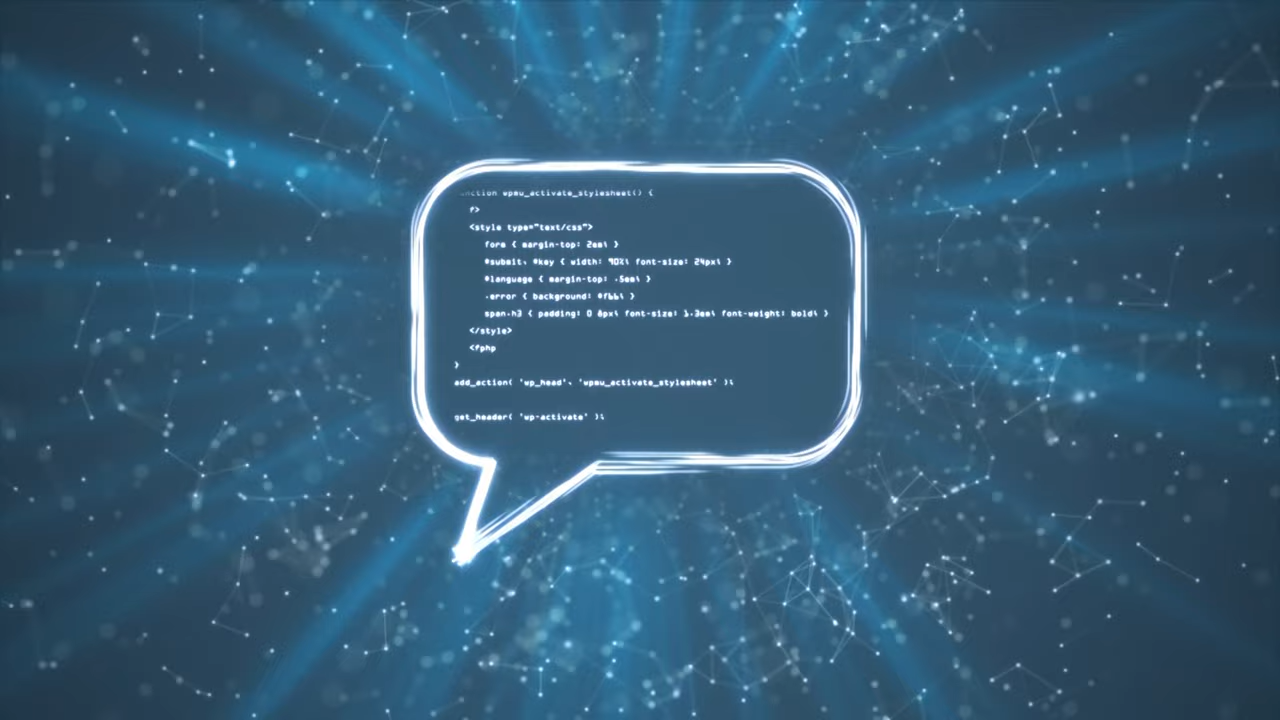 function wpmu_activate_stylesheet() {
?>
<style type="text/css">
form { margin-top: 2em; }
#submit, #key { width: 90%; font-size: 24px; }
#language { margin-top: .5em; }
.error { background: #f66; }
span.h3 { padding: 0 8px; font-size: 1.3em; font-weight: bold; }
</style>
<?php
}
add_action( 'wp_head', 'wpmu_activate_stylesheet' );
get_header( 'wp-activate' );